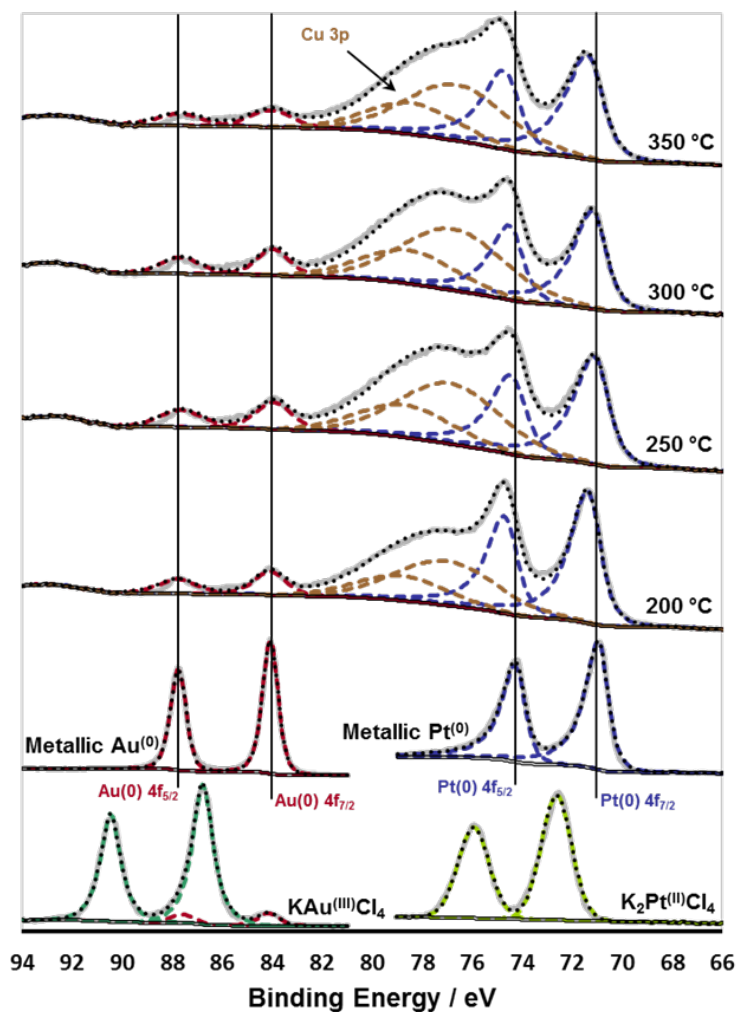 Cu 3p
350 °C
300 °C
250 °C
200 °C
Metallic Au⁽⁰⁾
Metallic Pt⁽⁰⁾
Au(0) 4f₅/₂
Au(0) 4f₇/₂
Pt(0) 4f₅/₂
Pt(0) 4f₇/₂
KAu⁽ᴵᴵᴵ⁾Cl₄
K₂Pt⁽ᴵᴵ⁾Cl₄
94 92 90 88 86 84 82 80 78 76 74 72 70 68 66
Binding Energy / eV